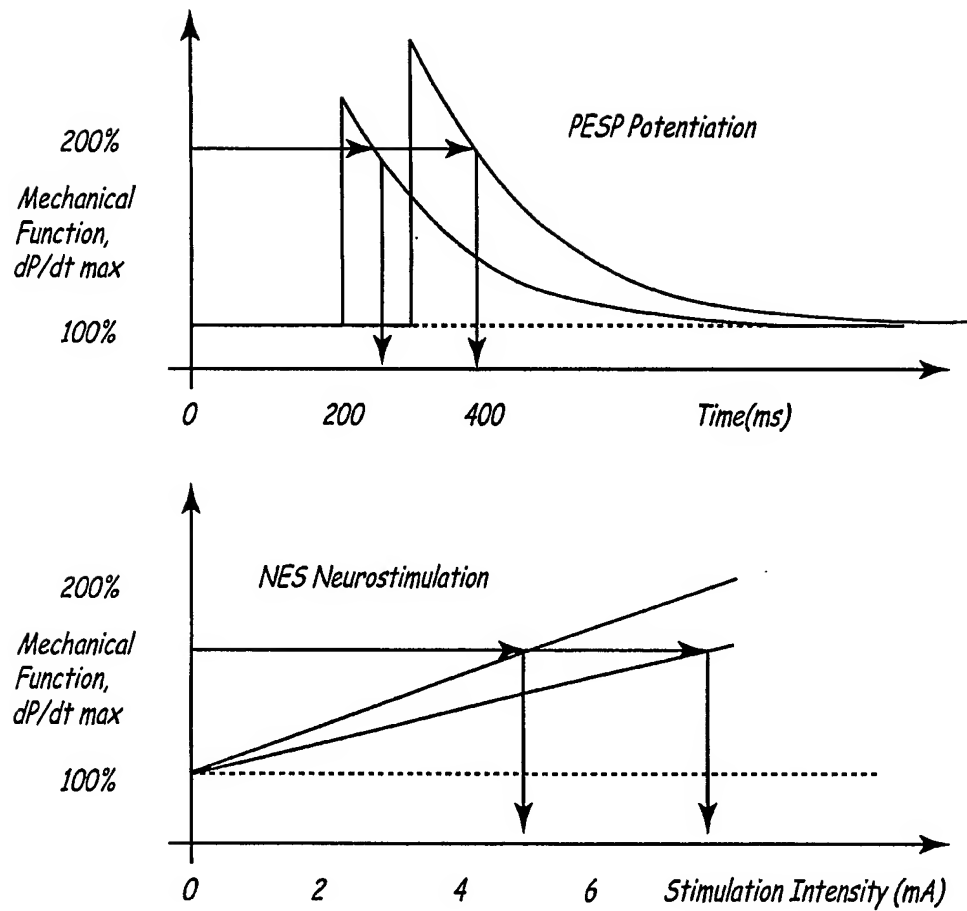 PESP Potentiation
200%
Mechanical
Function,
dP/dt max
100%
0 200 400 Time(ms)
NES Neurostimulation
200%
Mechanical
Function,
dP/dt max
100%
0 2 4 6 Stimulation Intensity (mA)